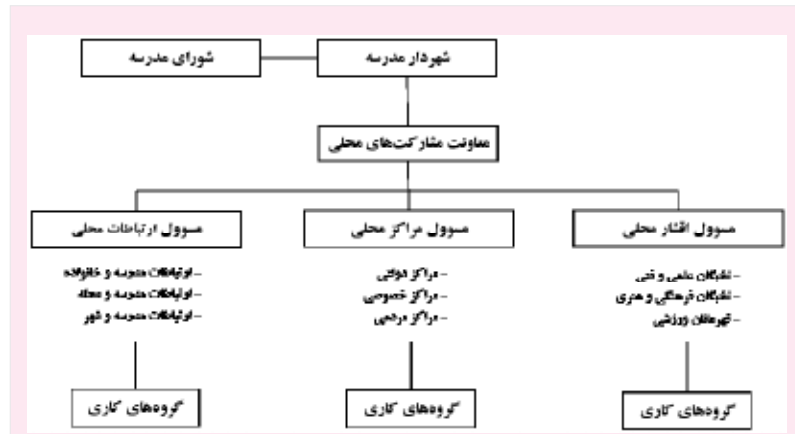 شهردار مدرسه
شورای مدرسه
معاونت مشارکت‌های محلی
مسوول اقشار محلی
- نخبگان علمی و فنی
- نخبگان فرهنگی و هنری
- قهرمانان ورزشی
گروه‌های کاری
مسوول مراکز محلی
- مراکز دولتی
- مراکز خصوصی
- مراکز مردمی
گروه‌های کاری
مسوول ارتباطات محلی
- ارتباطات مدرسه و خانواده
- ارتباطات مدرسه و محله
- ارتباطات مدرسه و شهر
گروه‌های کاری